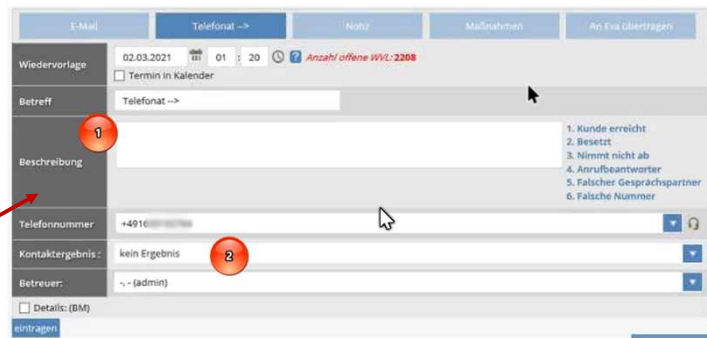 E-Mail Telefonat --> Notiz Maßnahmen An Eva übertragen
Wiedervorlage 02.03.2021 01 : 20 ? Anzahl offene WVL: 2208
Termin in Kalender
Betreff Telefonat -->
1
Beschreibung
1. Kunde erreicht
2. Besetzt
3. Nimmt nicht ab
4. Anrufbeantworter
5. Falscher Gesprächspartner
6. Falsche Nummer
Telefonnummer +4916
Kontaktergebnis : kein Ergebnis 2
Betreuer: -, - (admin)
Details: (BM)
eintragen